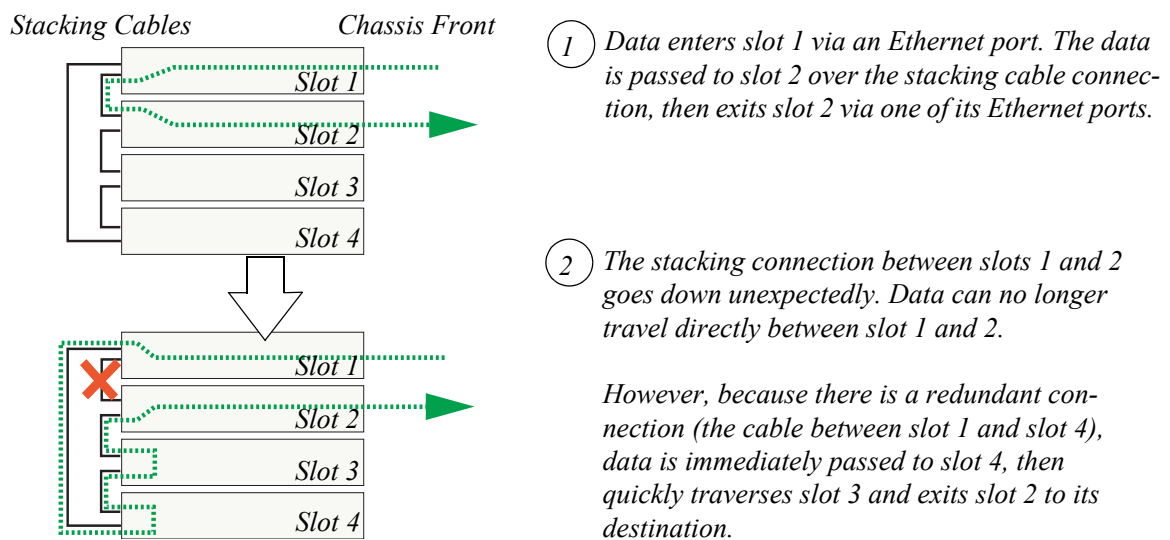 Stacking Cables
Chassis Front
Slot 1
Slot 2
Slot 3
Slot 4
Slot 1
Slot 2
Slot 3
Slot 4
1
Data enters slot 1 via an Ethernet port. The data
is passed to slot 2 over the stacking cable connec-
tion, then exits slot 2 via one of its Ethernet ports.
2
The stacking connection between slots 1 and 2
goes down unexpectedly. Data can no longer
travel directly between slot 1 and 2.
However, because there is a redundant con-
nection (the cable between slot 1 and slot 4),
data is immediately passed to slot 4, then
quickly traverses slot 3 and exits slot 2 to its
destination.